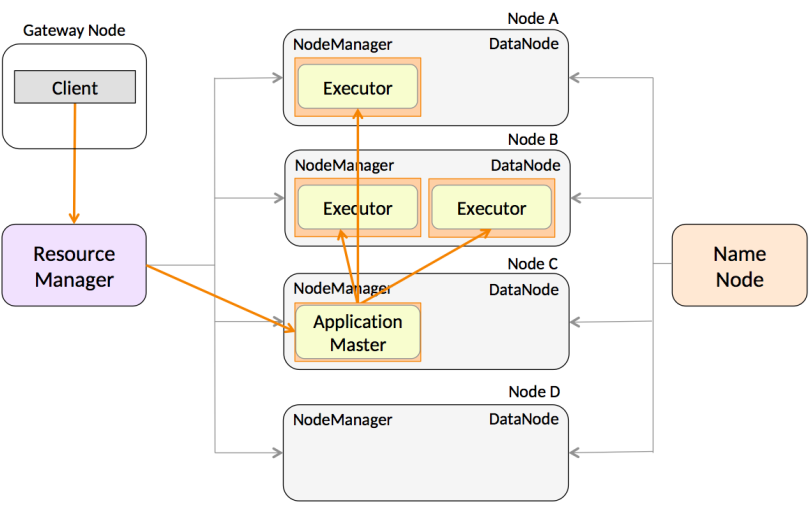 Gateway Node
Client
Resource
Manager
Node A
NodeManager
DataNode
Executor
Node B
NodeManager
DataNode
Executor
Executor
Node C
NodeManager
DataNode
Application
Master
Node D
NodeManager
DataNode
Name
Node